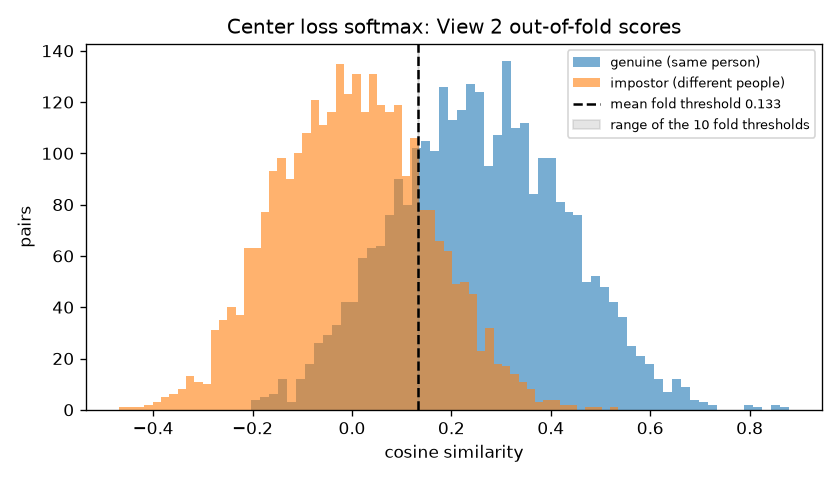 Center loss softmax: View 2 out-of-fold scores
genuine (same person)
impostor (different people)
mean fold threshold 0.133
range of the 10 fold thresholds
pairs
140
120
100
80
60
40
20
0
−0.4 −0.2 0.0 0.2 0.4 0.6 0.8
cosine similarity